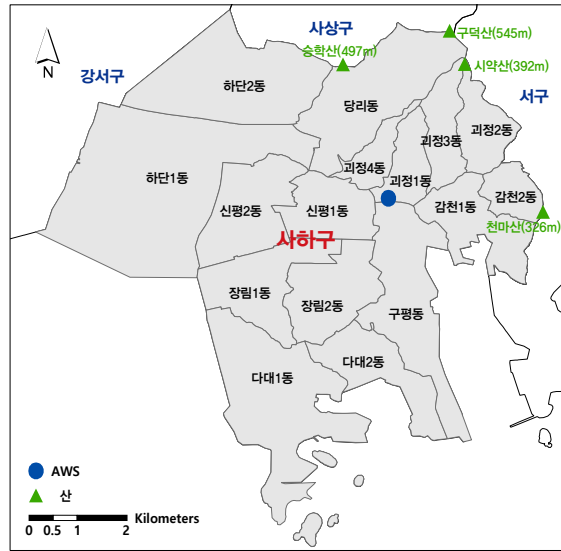 사상구
구덕산(545m)
승학산(497m)
시약산(392m)
강서구
하단2동
당리동
서구
괴정3동
괴정2동
괴정4동
하단1동
괴정1동
감천2동
신평2동
신평1동
감천1동
천마산(326m)
사하구
장림1동
장림2동
구평동
다대2동
다대1동
N
AWS
산
Kilometers
0 0.5 1 2